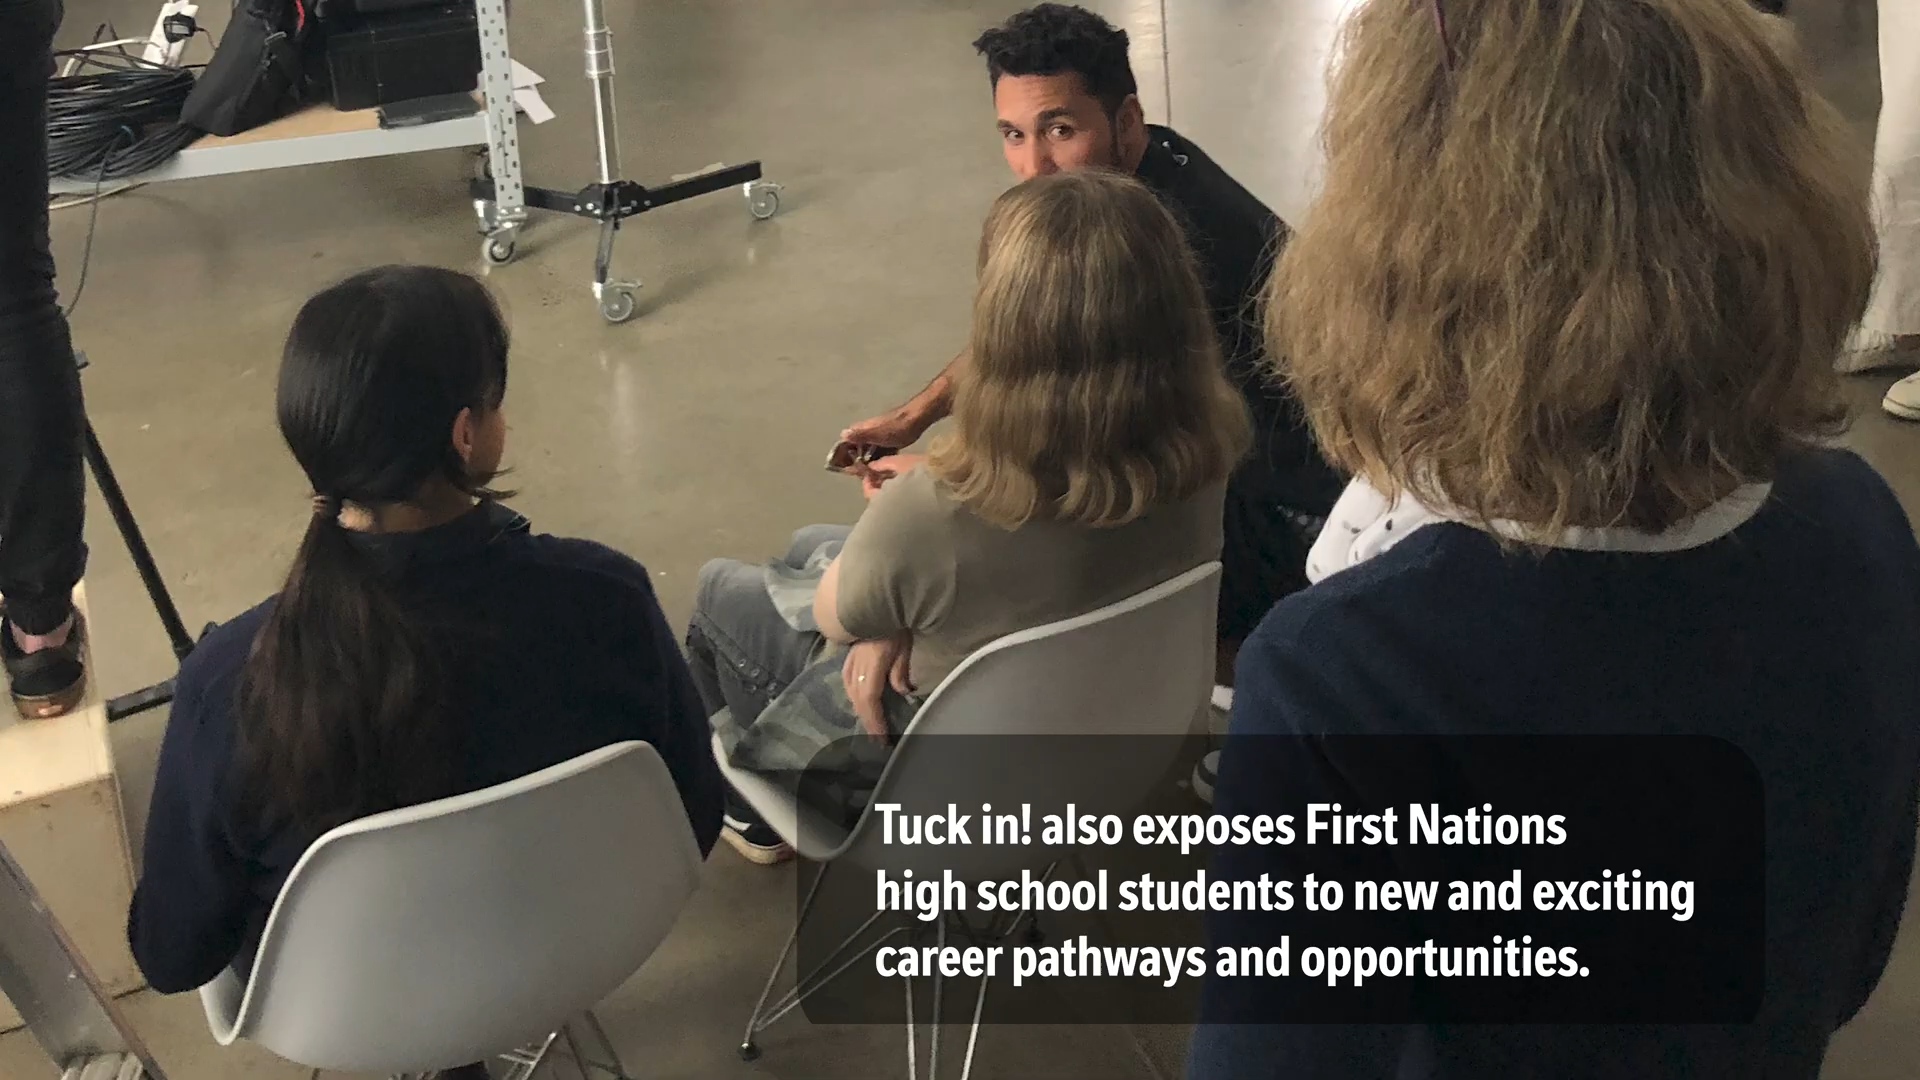 Tuck in! also exposes First Nations
high school students to new and exciting
career pathways and opportunities.